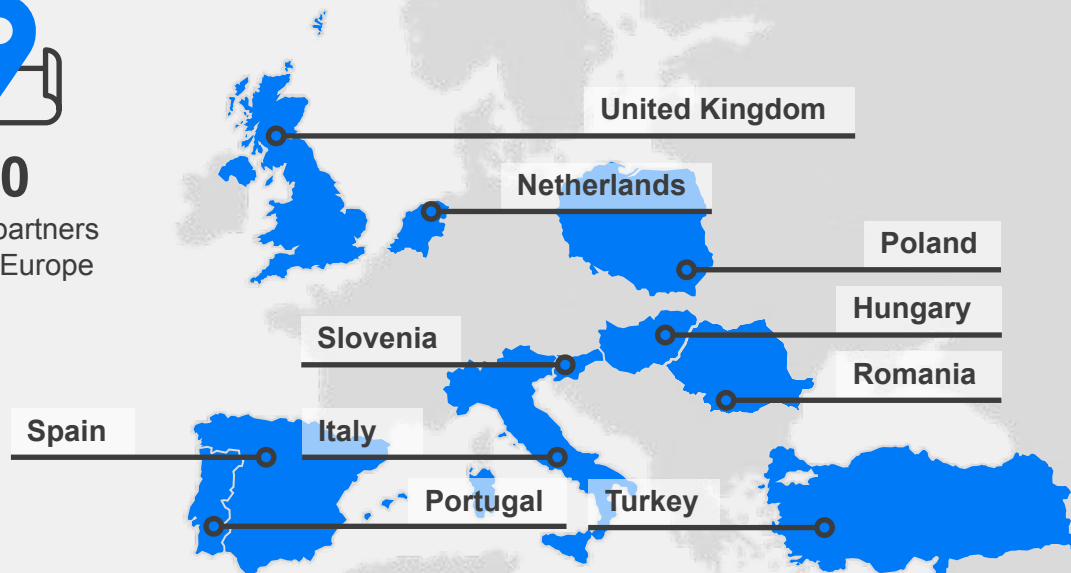 0
partners
Europe
United Kingdom
Netherlands
Poland
Hungary
Slovenia
Romania
Spain
Italy
Portugal
Turkey